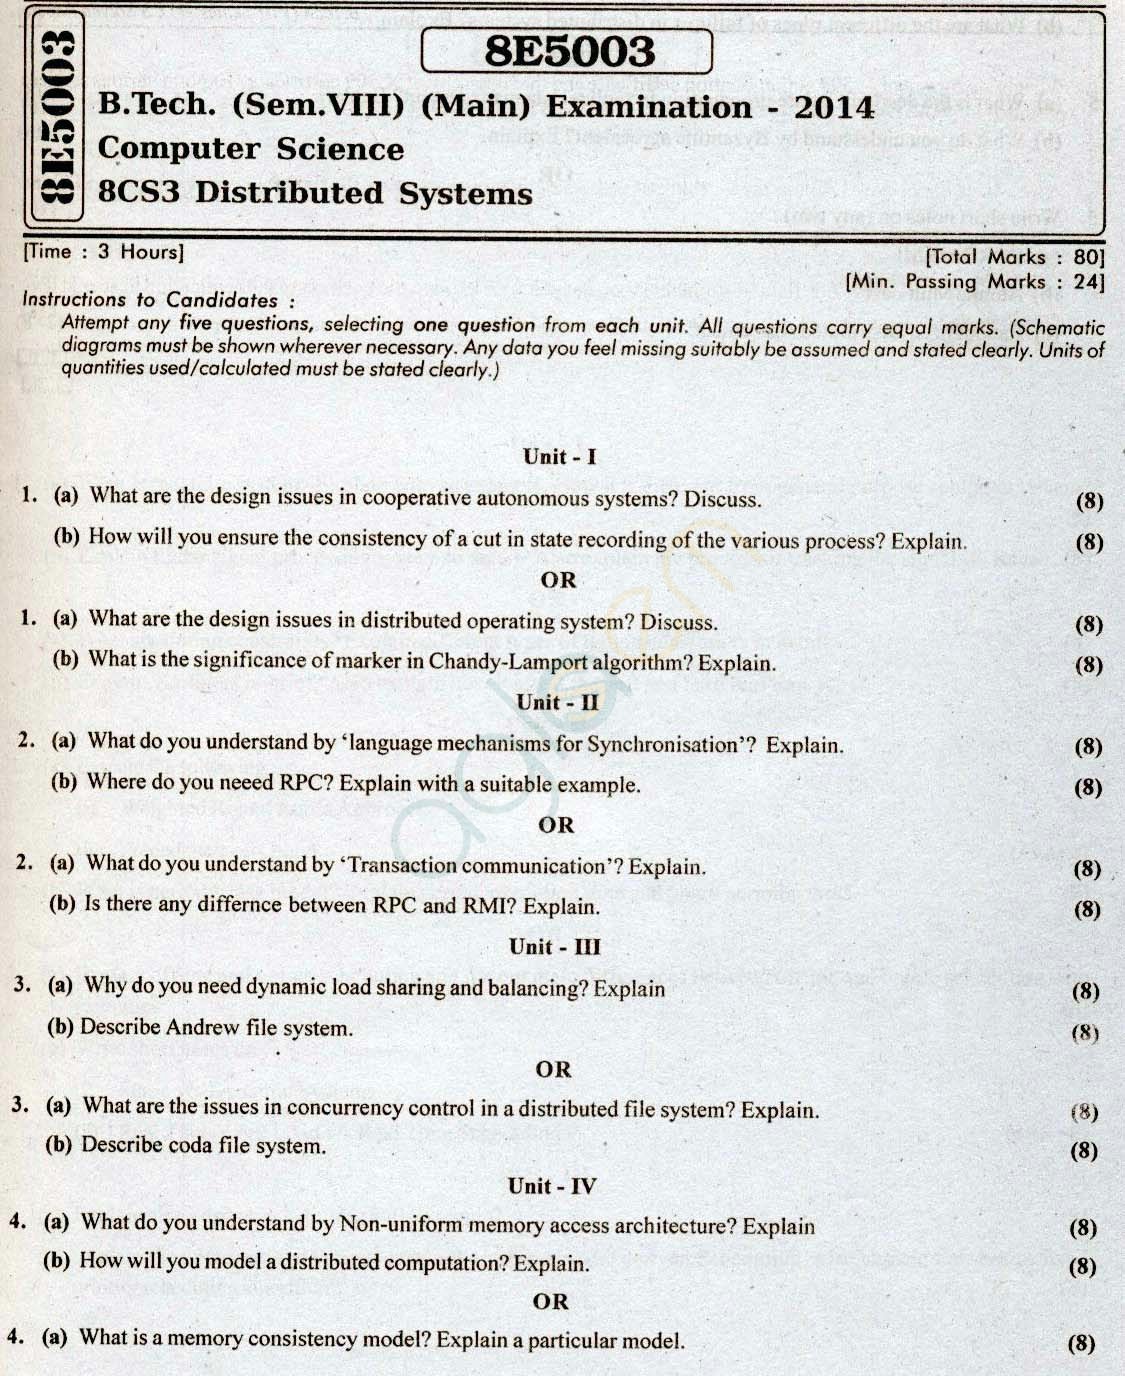 8E5003
8E5003
B.Tech. (Sem.VIII) (Main) Examination - 2014
Computer Science
8CS3 Distributed Systems
[Time : 3 Hours]
[Total Marks : 80]
[Min. Passing Marks : 24]
Instructions to Candidates :
Attempt any five questions, selecting one question from each unit. All questions carry equal marks. (Schematic
diagrams must be shown wherever necessary. Any data you feel missing suitably be assumed and stated clearly. Units of
quantities used/calculated must be stated clearly.)
Unit - I
1. (a) What are the design issues in cooperative autonomous systems? Discuss. (8)
(b) How will you ensure the consistency of a cut in state recording of the various process? Explain. (8)
OR
1. (a) What are the design issues in distributed operating system? Discuss. (8)
(b) What is the significance of marker in Chandy-Lamport algorithm? Explain. (8)
Unit - II
2. (a) What do you understand by ‘language mechanisms for Synchronisation’? Explain. (8)
(b) Where do you neeed RPC? Explain with a suitable example. (8)
OR
2. (a) What do you understand by ‘Transaction communication’? Explain. (8)
(b) Is there any differnce between RPC and RMI? Explain. (8)
Unit - III
3. (a) Why do you need dynamic load sharing and balancing? Explain (8)
(b) Describe Andrew file system. (8)
OR
3. (a) What are the issues in concurrency control in a distributed file system? Explain. (8)
(b) Describe coda file system. (8)
Unit - IV
4. (a) What do you understand by Non-uniform memory access architecture? Explain (8)
(b) How will you model a distributed computation? Explain. (8)
OR
4. (a) What is a memory consistency model? Explain a particular model. (8)